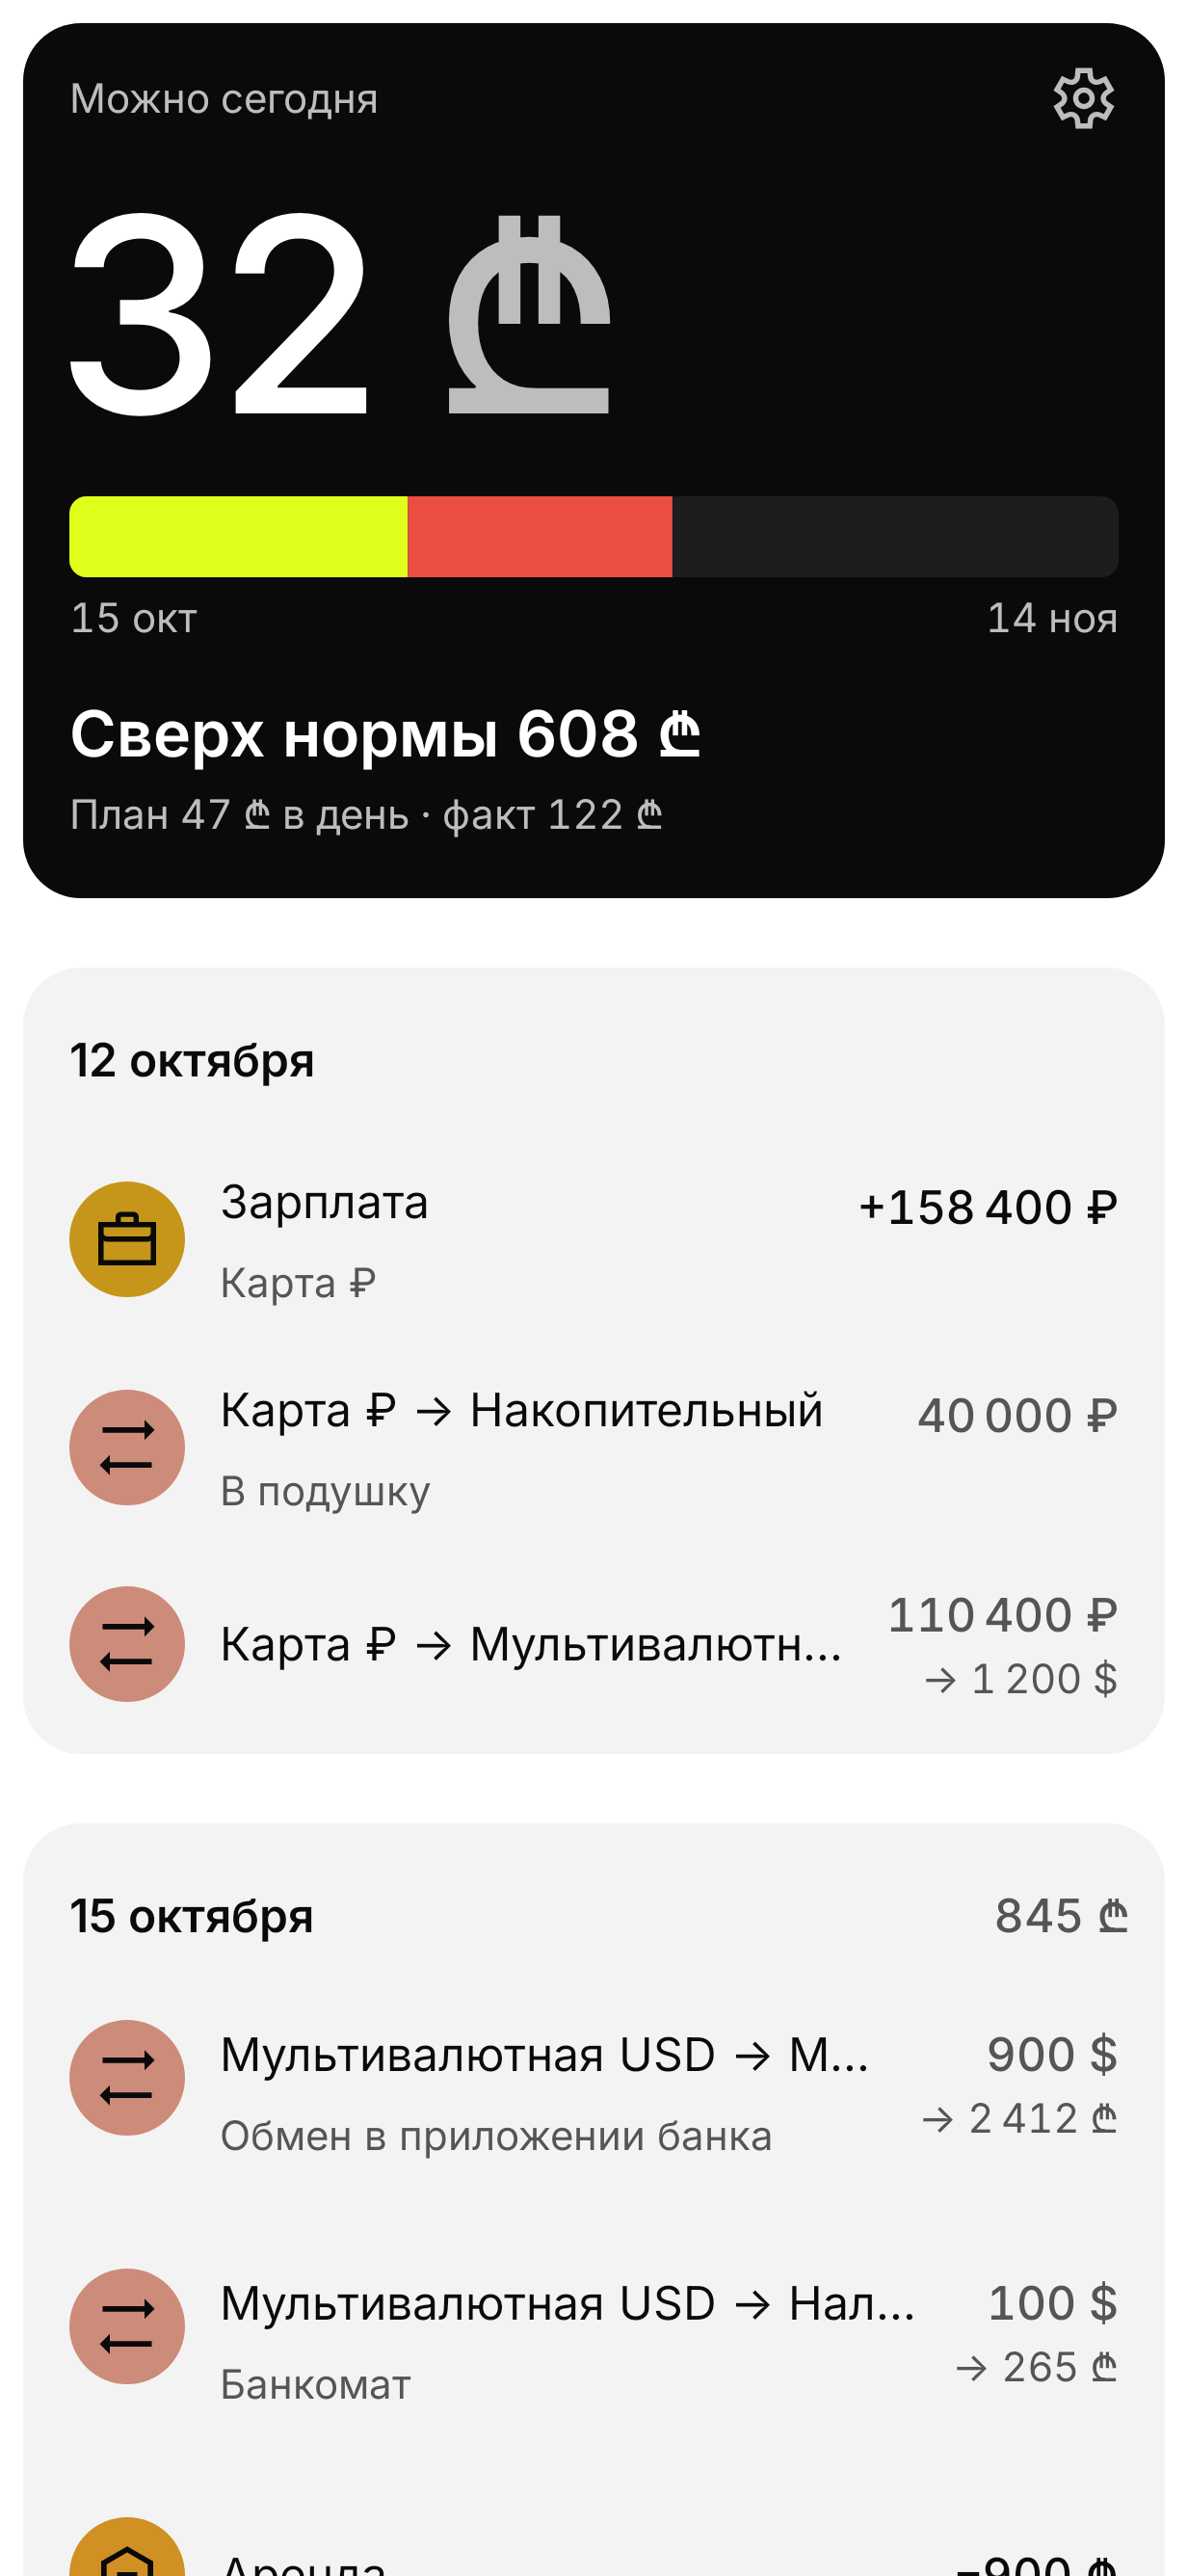 Можно сегодня
32 ₾
15 окт
14 ноя
Сверх нормы 608 ₾
План 47 ₾ в день · факт 122 ₾
12 октября
Зарплата
+158 400 ₽
Карта ₽
Карта ₽ → Накопительный
40 000 ₽
В подушку
Карта ₽ → Мультивалютн...
110 400 ₽
→ 1 200 $
15 октября
845 ₾
Мультивалютная USD → М...
900 $
Обмен в приложении банка
→ 2 412 ₾
Мультивалютная USD → Нал...
100 $
Банкомат
→ 265 ₾
Аренда
−900 ₾